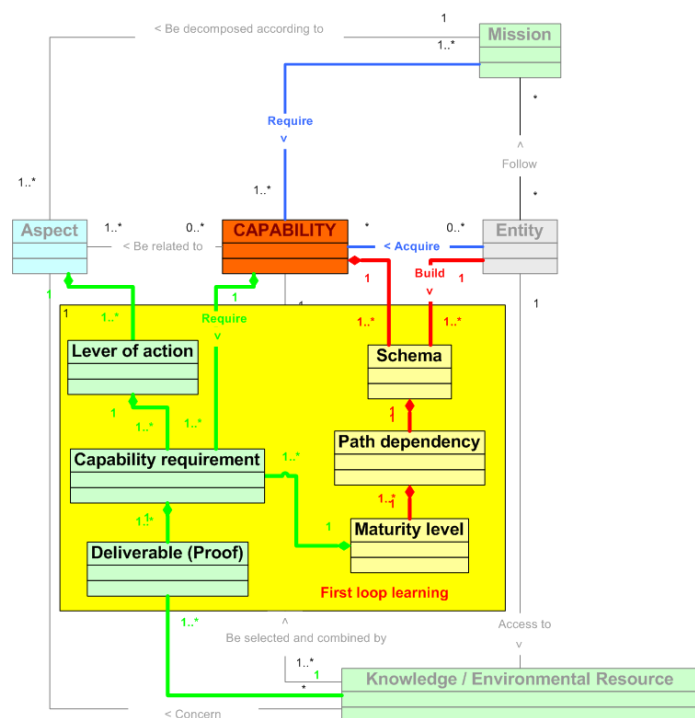 < Be decomposed according to
1
Mission
1..*
Require
v
*
^
Follow
1..*
1..*
*
Aspect
1..*
0..*
CAPABILITY
*
0..*
Entity
< Be related to
< Acquire
1
1
1
Build
v
1
1
1
1..*
Require
v
1..*
1..*
Lever of action
Schema
1
1..*
1..*
1
Path dependency
Capability requirement
1..*
1..*
1
1..*
1
Maturity level
Deliverable (Proof)
First loop learning
1..*
^
Be selected and combined by
Access to
v
1..*
1
*
Knowledge / Environmental Resource
< Concern